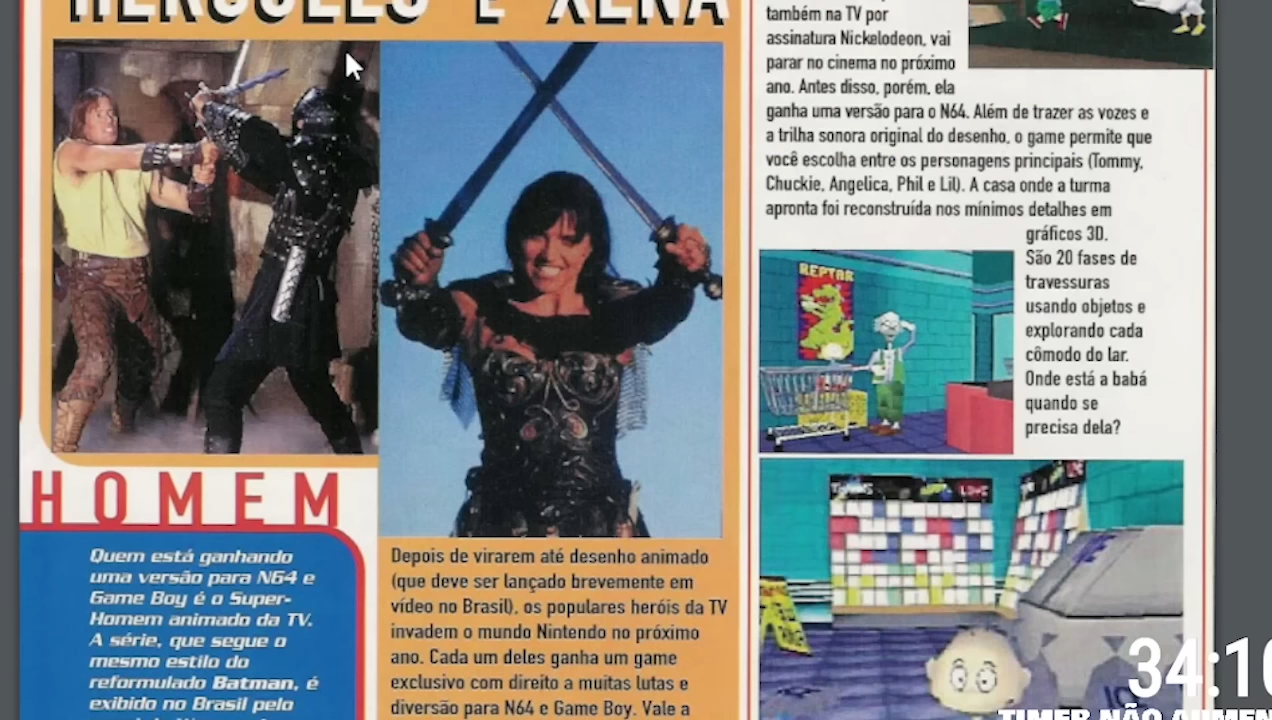 HÉRCULES E XENA
também na TV por
assinatura Nickelodeon, vai
parar no cinema no próximo
ano. Antes disso, porém, ela
ganha uma versão para o N64. Além de trazer as vozes e
a trilha sonora original do desenho, o game permite que
você escolha entre os personagens principais (Tommy,
Chuckie, Angelica, Phil e Lil). A casa onde a turma
apronta foi reconstruída nos mínimos detalhes em
gráficos 3D.
São 20 fases de
travessuras
usando objetos e
explorando cada
cômodo do lar.
Onde está a babá
quando se
precisa dela?
REPTAR
HOMEM
Quem está ganhando
uma versão para N64 e
Game Boy é o Super-
Homem animado da TV.
A série, que segue o
mesmo estilo do
reformulado Batman, é
exibido no Brasil pelo
Depois de virarem até desenho animado
(que deve ser lançado brevemente em
vídeo no Brasil), os populares heróis da TV
invadem o mundo Nintendo no próximo
ano. Cada um deles ganha um game
exclusivo com direito a muitas lutas e
diversão para N64 e Game Boy. Vale a
34:10
TIMER NÃO AUMEN